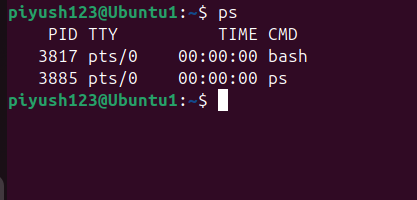 piyush123@Ubuntu1:~$ ps
    PID TTY          TIME CMD
   3817 pts/0    00:00:00 bash
   3885 pts/0    00:00:00 ps
piyush123@Ubuntu1:~$